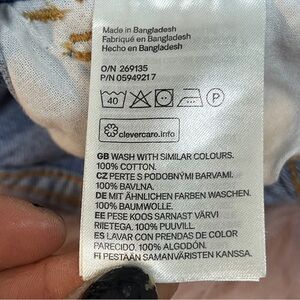 Made in Bangladesh
Fabriqué en Bangladesh
Hecho en Bangladesh
O/N 269135
P/N 05949217
40
P
clevercare.info
GB WASH WITH SIMILAR COLOURS.
100% COTTON.
CZ PERTE S PODOBNÝMI BARVAMI.
100% BAVLNA.
DE MIT ÄHNLICHEN FARBEN WASCHEN.
100% BAUMWOLLE.
EE PESE KOOS SARNAST VÄRVI
RIIETEGA. 100% PUUVILL.
ES LAVAR CON PRENDAS DE COLOR
PARECIDO. 100% ALGODÓN.
FI PESTÄÄN SAMANVÄRISTEN KANSSA.